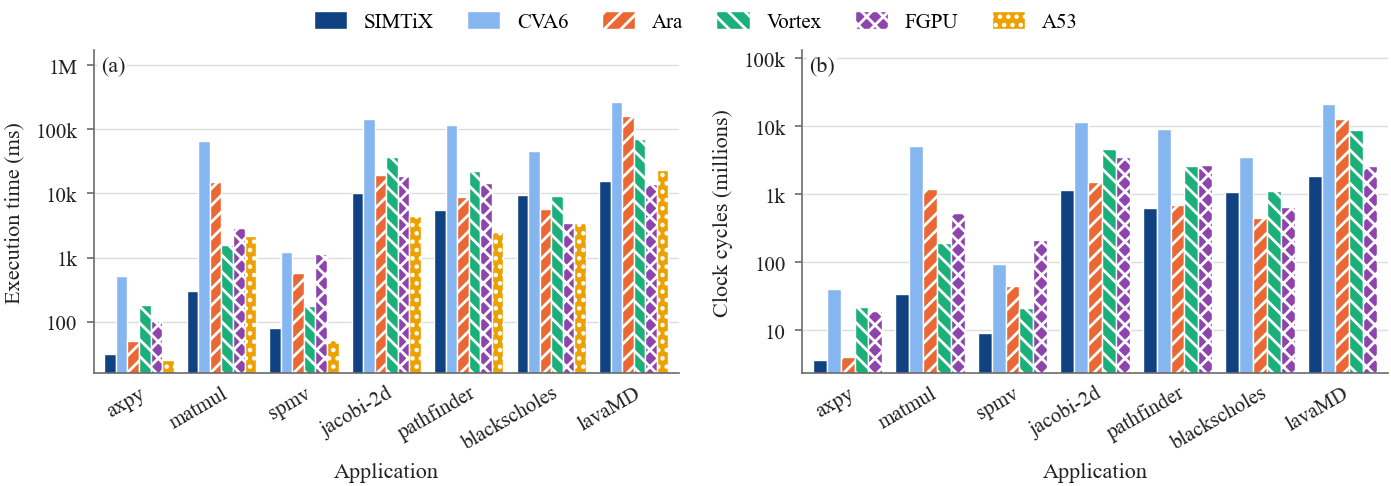 SIMTiX CVA6 Ara Vortex FGPU A53
(a)
Execution time (ms)
1M
100k
10k
1k
100
axpy matmul spmv jacobi-2d pathfinder blackscholes lavaMD
Application
(b)
Clock cycles (millions)
100k
10k
1k
100
10
axpy matmul spmv jacobi-2d pathfinder blackscholes lavaMD
Application